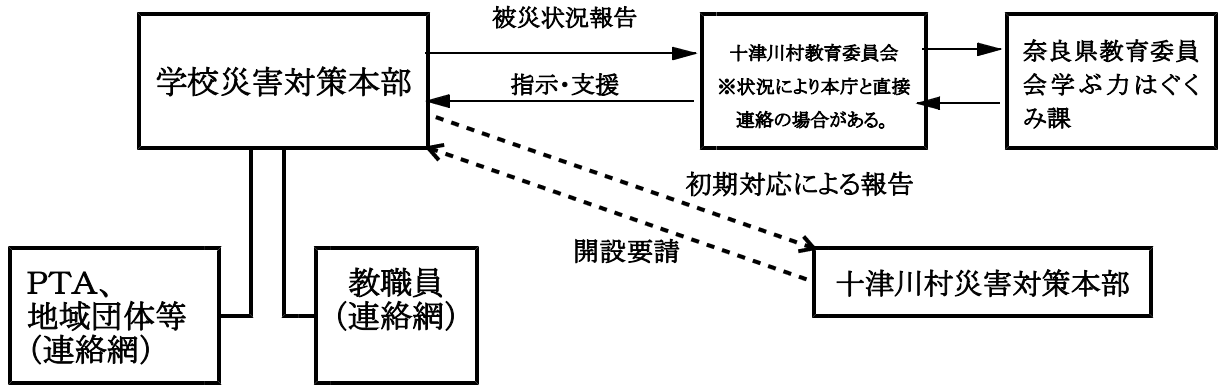 被災状況報告
学校災害対策本部
指示・支援
十津川村教育委員会
※状況により本庁と直接
連絡の場合がある。
奈良県教育委員
会学ぶ力はぐく
み課
初期対応による報告
開設要請
PTA、
地域団体等
(連絡網)
教職員
(連絡網)
十津川村災害対策本部